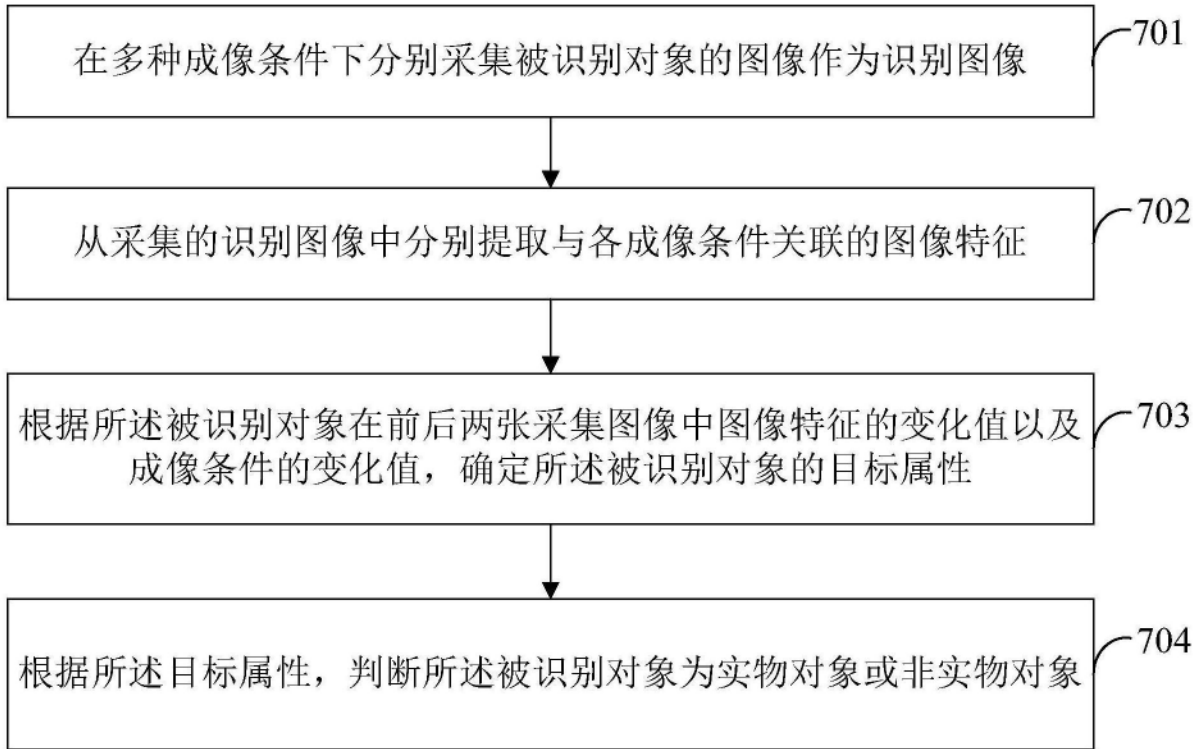 在多种成像条件下分别采集被识别对象的图像作为识别图像
701
从采集的识别图像中分别提取与各成像条件关联的图像特征
702
根据所述被识别对象在前后两张采集图像中图像特征的变化值以及
成像条件的变化值，确定所述被识别对象的目标属性
703
根据所述目标属性，判断所述被识别对象为实物对象或非实物对象
704